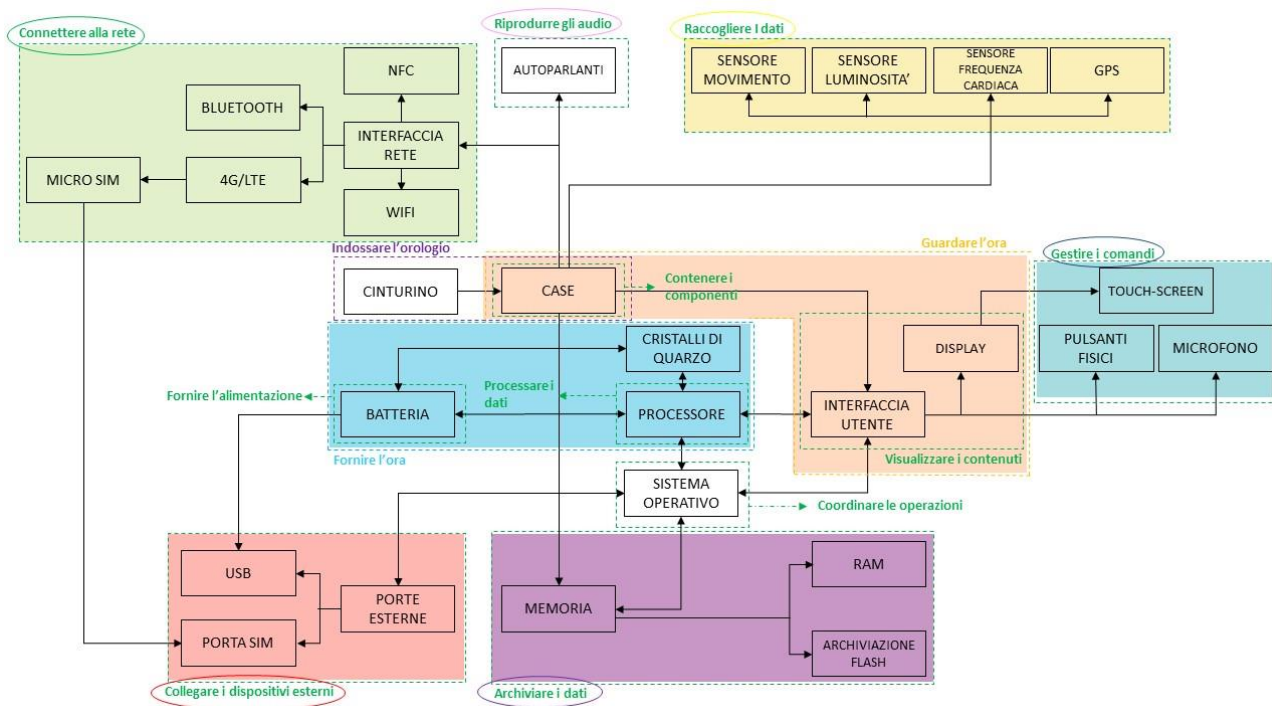 Connettere alla rete
Riprodurre gli audio
Raccogliere I dati
NFC
AUTOPARLANTI
SENSORE
MOVIMENTO
SENSORE
LUMINOSITA’
SENSORE
FREQUENZA
CARDIACA
GPS
BLUETOOTH
INTERFACCIA
RETE
MICRO SIM
4G/LTE
WIFI
Indossare l’orologio
Guardare l’ora
Gestire i comandi
CINTURINO
CASE
Contenere i
componenti
TOUCH-SCREEN
CRISTALLI DI
QUARZO
DISPLAY
PULSANTI
FISICI
MICROFONO
Fornire l’alimentazione
Processare i
dati
BATTERIA
PROCESSORE
INTERFACCIA
UTENTE
Fornire l’ora
Visualizzare i contenuti
SISTEMA
OPERATIVO
Coordinare le operazioni
USB
PORTE
ESTERNE
MEMORIA
RAM
PORTA SIM
ARCHIVIAZIONE
FLASH
Collegare i dispositivi esterni
Archiviare i dati